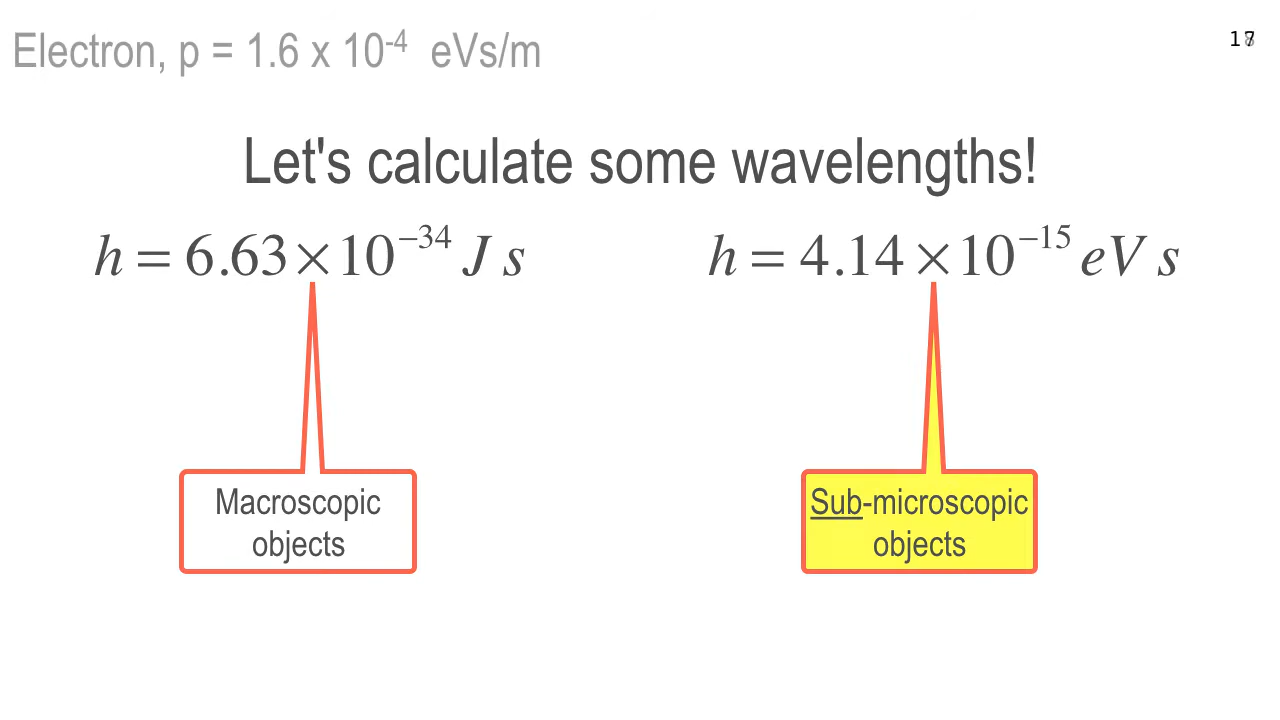 Electron, p = 1.6 x 10⁻⁴ eVs/m
Let's calculate some wavelengths!
h = 6.63×10⁻³⁴ J s
h = 4.14×10⁻¹⁵ eV s
Macroscopic
objects
Sub-microscopic
objects